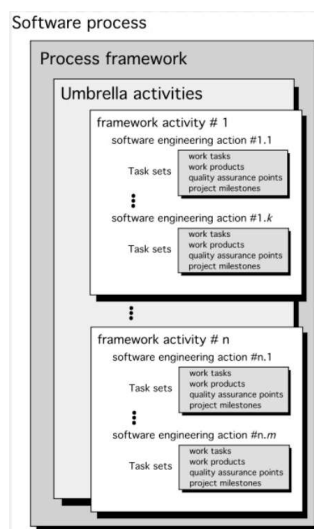 Software process
Process framework
Umbrella activities
framework activity # 1
software engineering action #1.1
Task sets
work tasks
work products
quality assurance points
project milestones
software engineering action #1.k
Task sets
work tasks
work products
quality assurance points
project milestones
framework activity # n
software engineering action #n.1
Task sets
work tasks
work products
quality assurance points
project milestones
software engineering action #n.m
Task sets
work tasks
work products
quality assurance points
project milestones